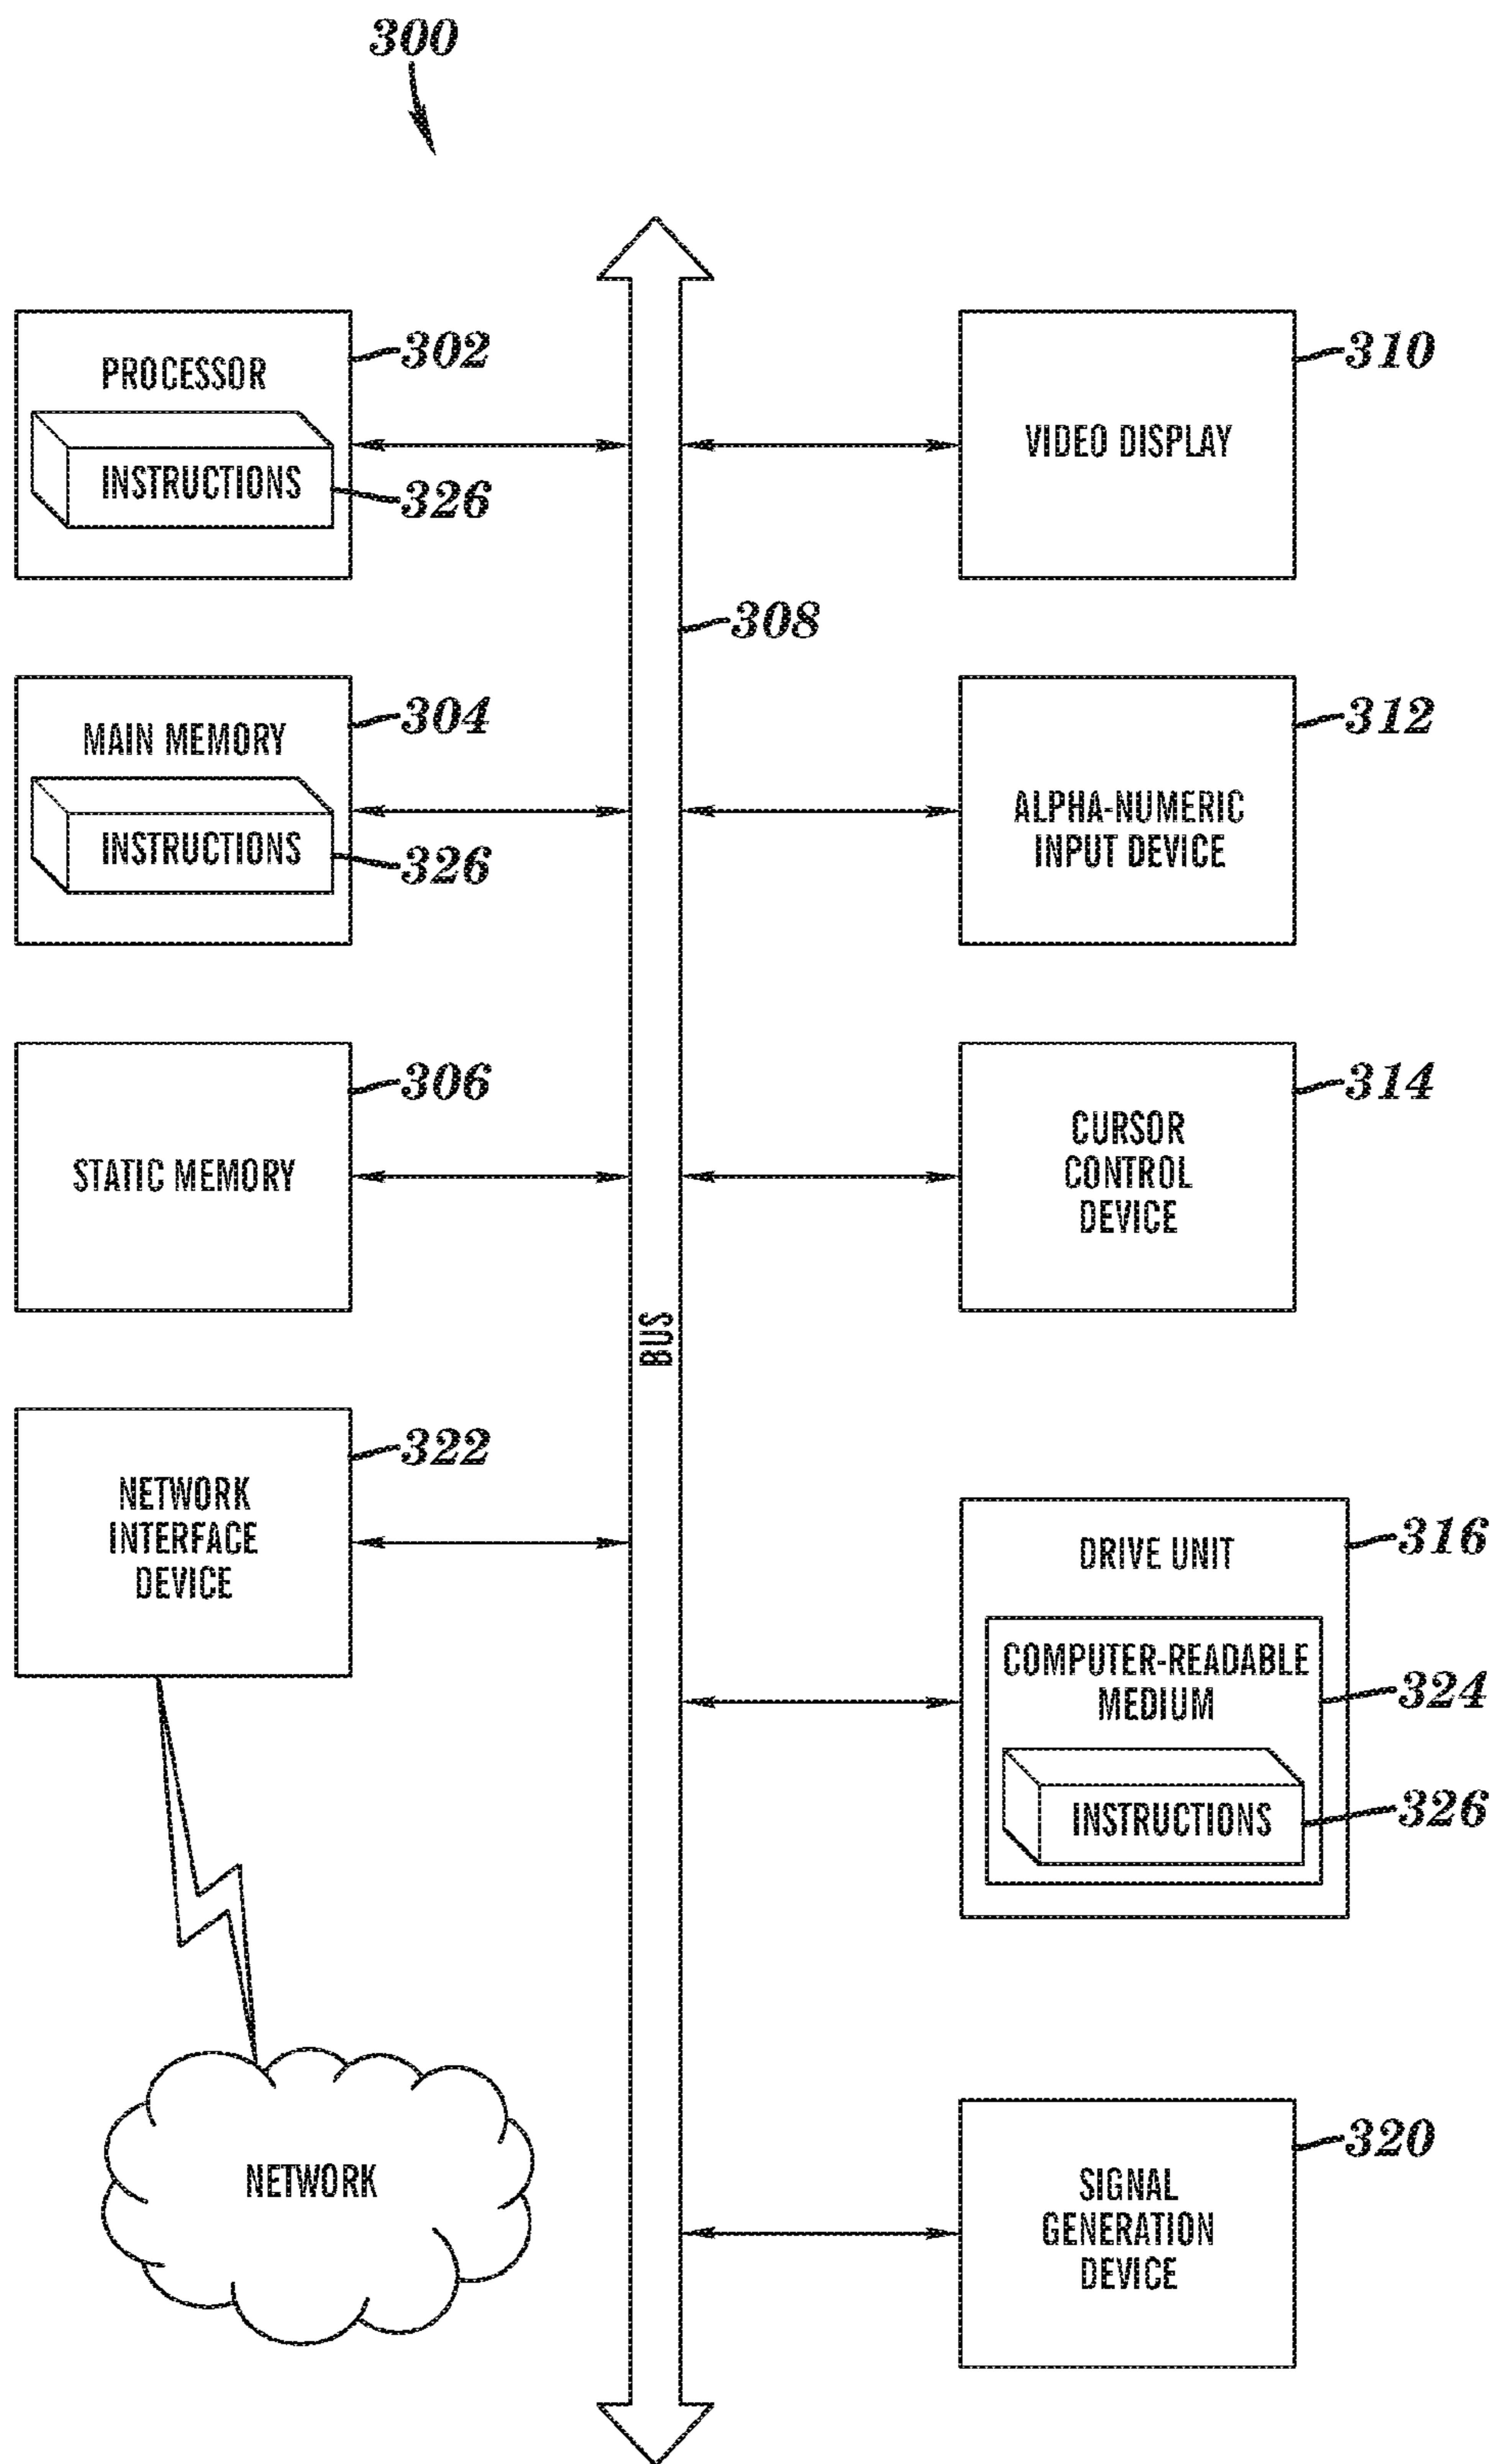 300
PROCESSOR
302
INSTRUCTIONS
326
MAIN MEMORY
304
INSTRUCTIONS
326
STATIC MEMORY
306
NETWORK
INTERFACE
DEVICE
322
NETWORK
BUS
308
VIDEO DISPLAY
310
ALPHA-NUMERIC
INPUT DEVICE
312
CURSOR
CONTROL
DEVICE
314
DRIVE UNIT
316
COMPUTER-READABLE
MEDIUM
324
INSTRUCTIONS
326
SIGNAL
GENERATION
DEVICE
320